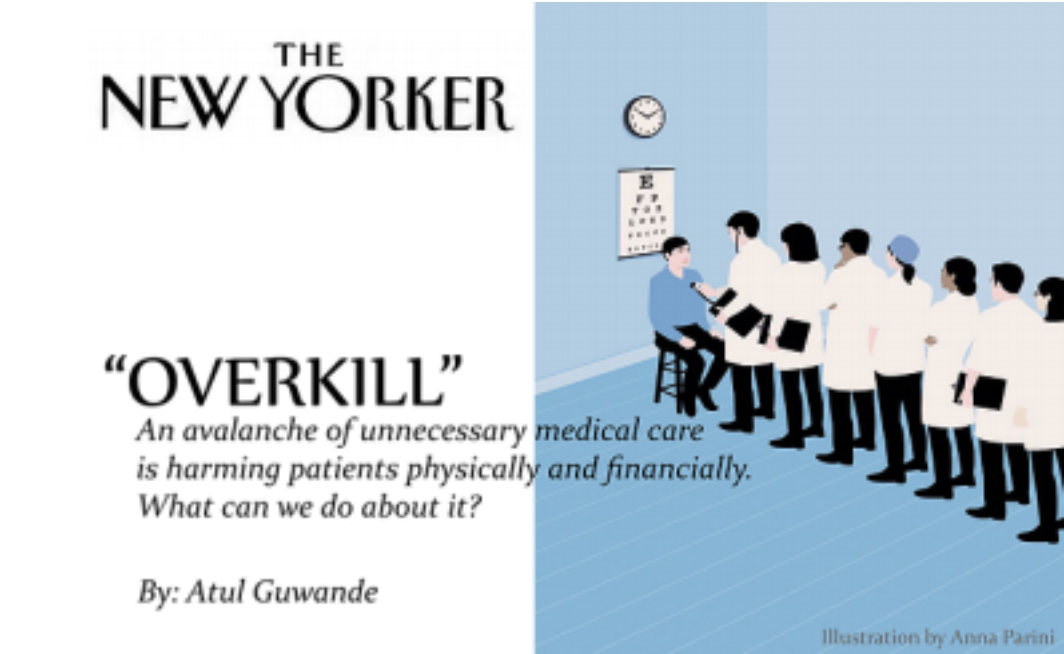 THE
NEW YORKER
“OVERKILL”
An avalanche of unnecessary medical care
is harming patients physically and financially.
What can we do about it?
By: Atul Guwande
E
F P
T O Z
Illustration by Anna Parini